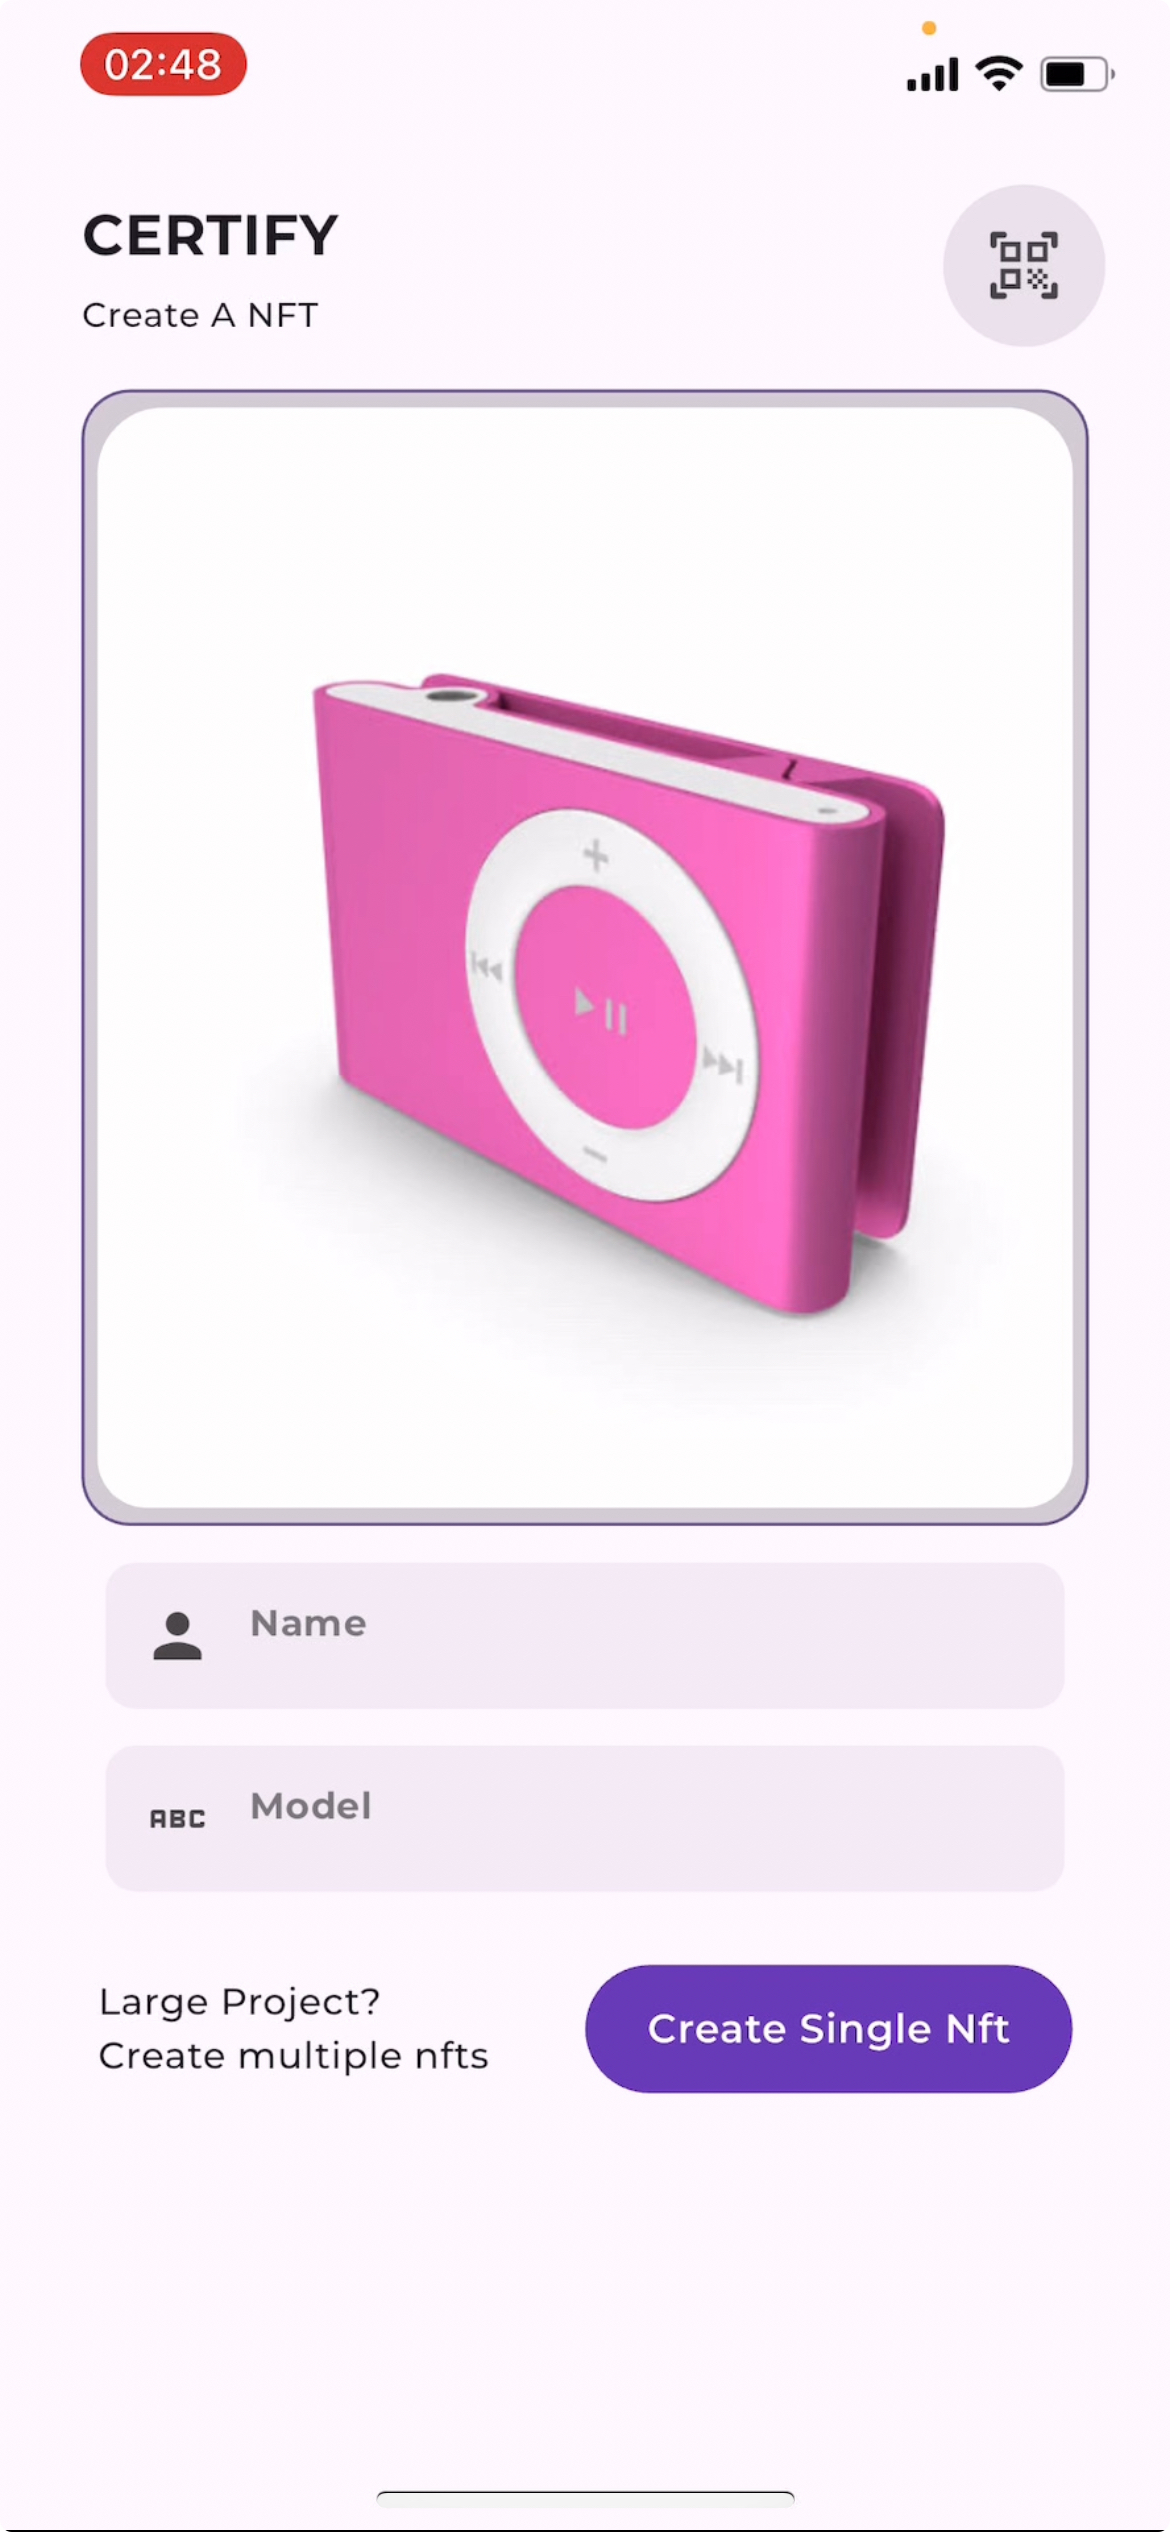 02:48
CERTIFY
Create A NFT
Name
ABC
Model
Large Project?
Create multiple nfts
Create Single Nft